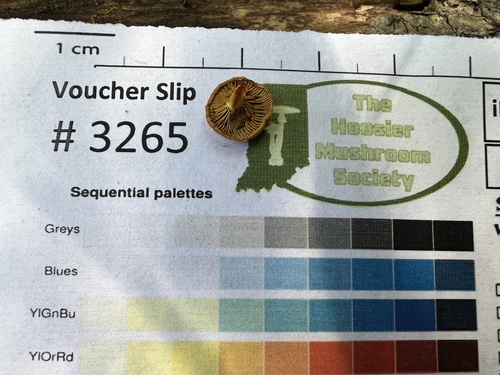 1 cm
Voucher Slip
# 3265
The
Hoosier
Mushroom
Society
Sequential palettes
Greys
Blues
YlGnBu
YlOrRd